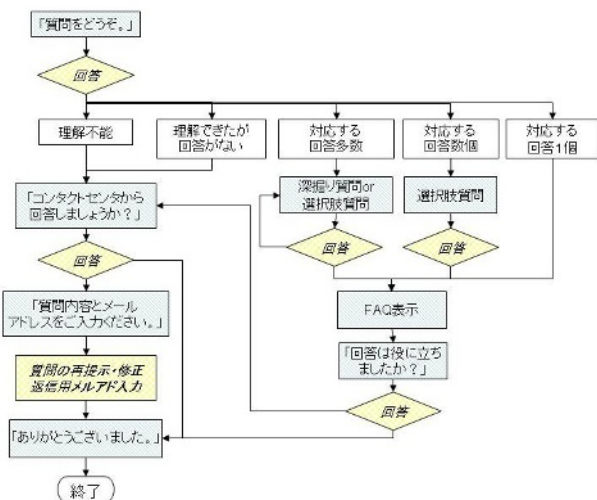 「質問をどうぞ。」
回答
理解不能
理解できたが
回答がない
対応する
回答多数
対応する
回答数個
対応する
回答1個
「コンタクトセンタから
回答しましょうか？」
深掘り質問or
選択肢質問
選択肢質問
回答
回答
回答
「質問内容とメール
アドレスをご入力ください。」
FAQ表示
質問の再提示・修正
返信用メルアド入力
「回答は役に立ち
ましたか？」
回答
「ありがとうございました。」
終了